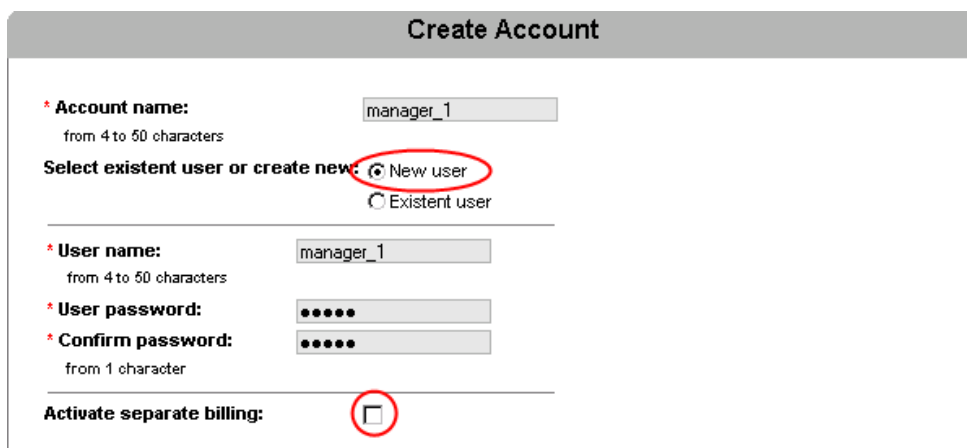 Create Account
* Account name: manager_1
from 4 to 50 characters
Select existent user or create new: New user
Existent user
* User name: manager_1
from 4 to 50 characters
* User password: •••••
* Confirm password: •••••
from 1 character
Activate separate billing: